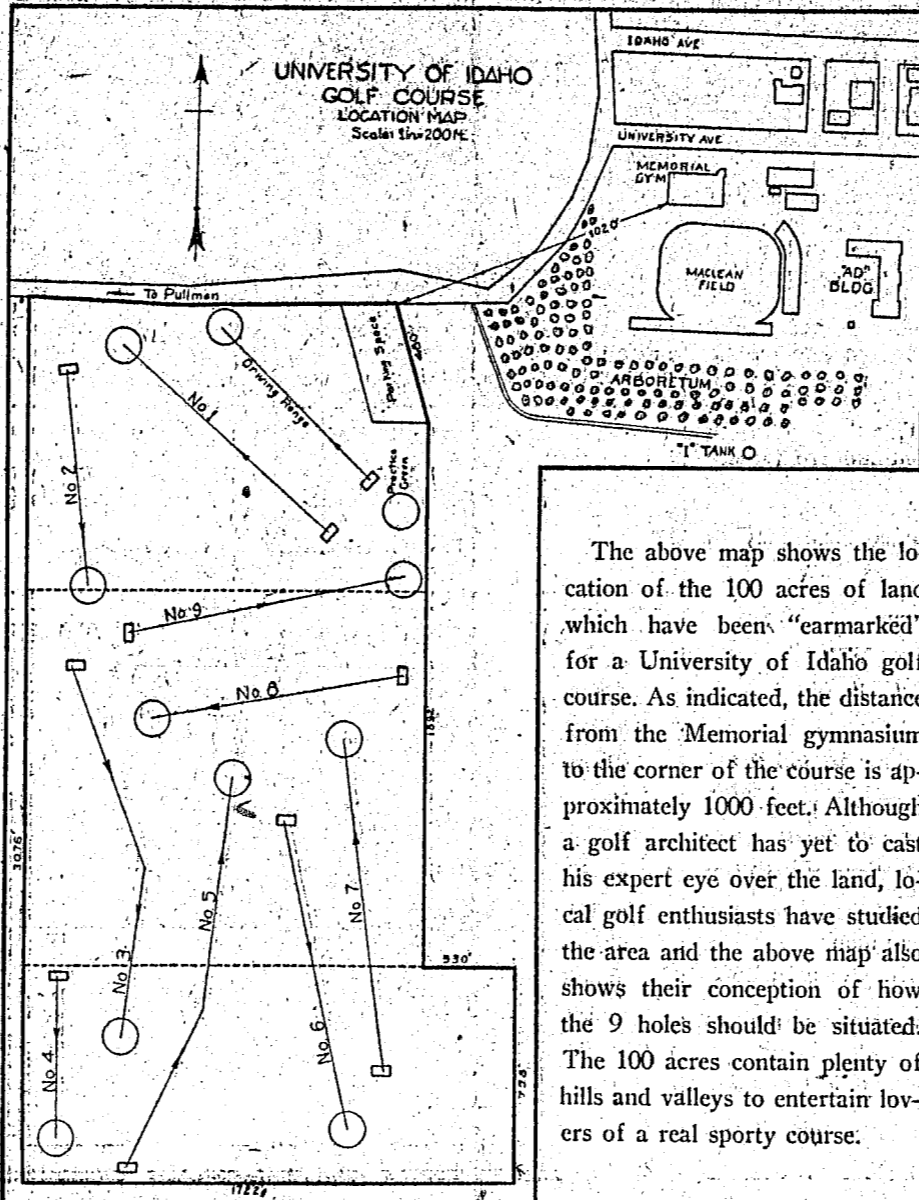 UNIVERSITY OF IDAHO
GOLF COURSE
LOCATION MAP
Scale: 1in=200ft.
IDAHO AVE
UNIVERSITY AVE
MEMORIAL
GYM
1020'
MACLEAN
FIELD
"AD"
BLDG
To Pullman
Parking Space
400'
ARBORETUM
"I" TANK
Driving Range
No. 1
No 2
Practice
Green
No. 9
No. 8
3076'
No. 3
No. 5
No. 7
530'
No. 4
No. 6
1722'
The above map shows the lo-
cation of the 100 acres of land
which have been "earmarked"
for a University of Idaho golf
course. As indicated, the distance
from the Memorial gymnasium
to the corner of the course is ap-
proximately 1000 feet. Although
a golf architect has yet to cast
his expert eye over the land, lo-
cal golf enthusiasts have studied
the area and the above map also
shows their conception of how
the 9 holes should be situated.
The 100 acres contain plenty of
hills and valleys to entertain lov-
ers of a real sporty course.